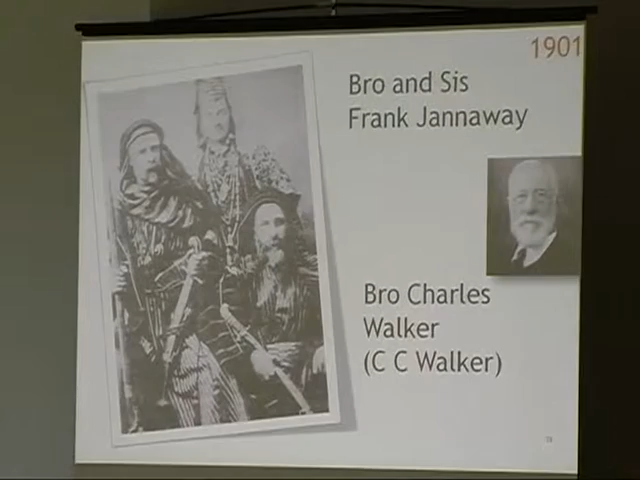 1901
Bro and Sis
Frank Jannaway
Bro Charles
Walker
(C C Walker)